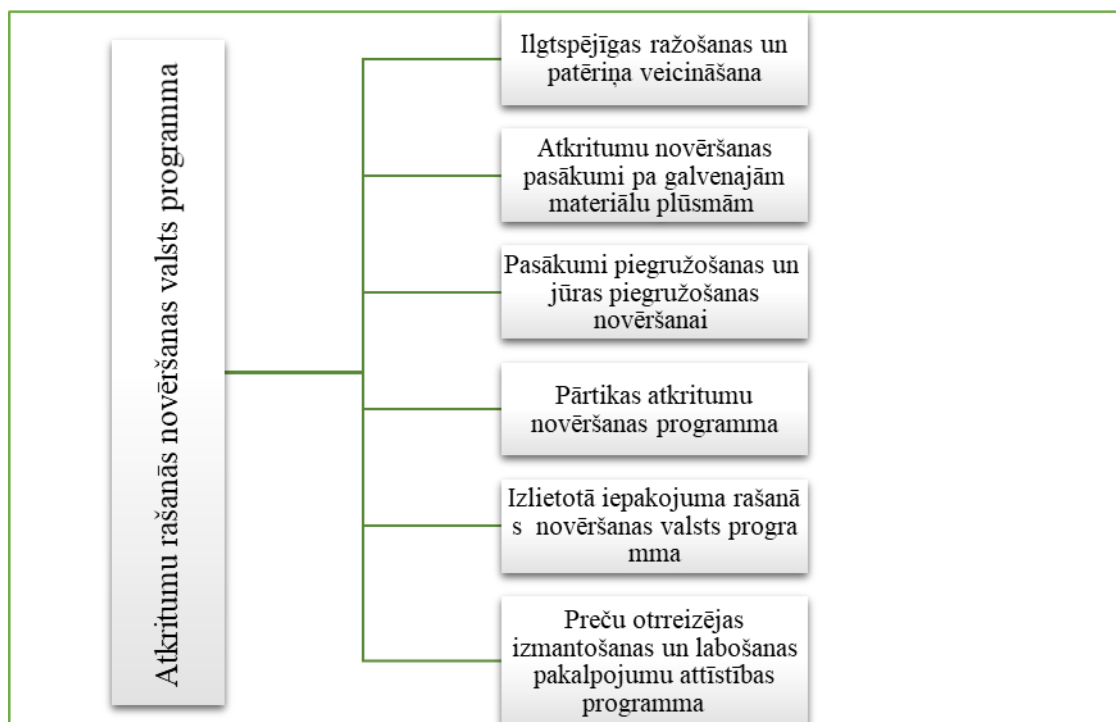 Atkritumu rašanās novēršanas valsts programma
Ilgtspējīgas ražošanas un
patēriņa veicināšana
Atkritumu novēršanas
pasākumi pa galvenajām
materiālu plūsmām
Pasākumi piegružošanas un
jūras piegružošanas
novēršanai
Pārtikas atkritumu
novēršanas programma
Izlietotā iepakojuma rašanā
s novēršanas valsts progra
mma
Preču otrreizējas
izmantošanas un labošanas
pakalpojumu attīstības
programma